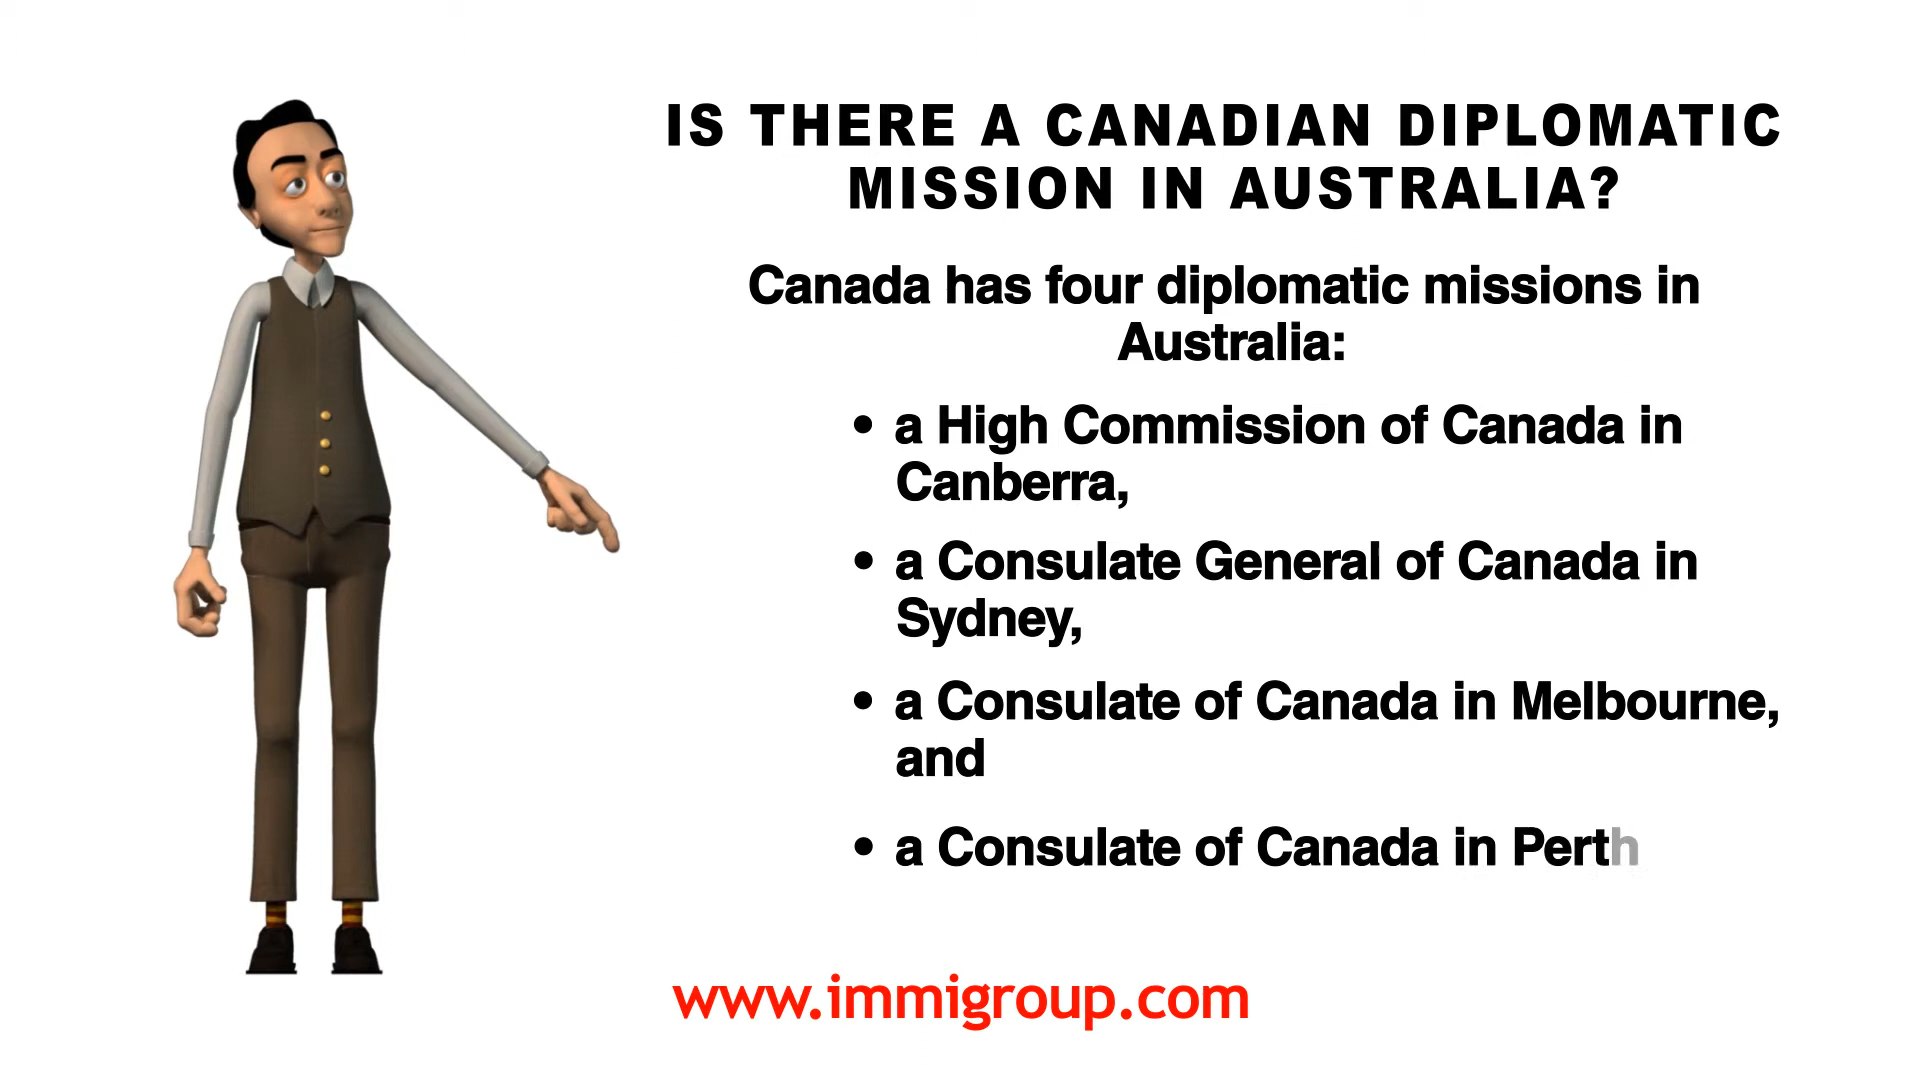 IS THERE A CANADIAN DIPLOMATIC
MISSION IN AUSTRALIA?
Canada has four diplomatic missions in
Australia:
• a High Commission of Canada in
Canberra,
• a Consulate General of Canada in
Sydney,
• a Consulate of Canada in Melbourne,
and
• a Consulate of Canada in Perth
www.immigroup.com